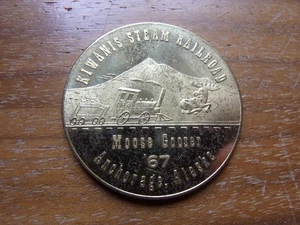 KIWANIS STEAM RAILROAD
Moose Gooser
'67
Anchorage, Alaska